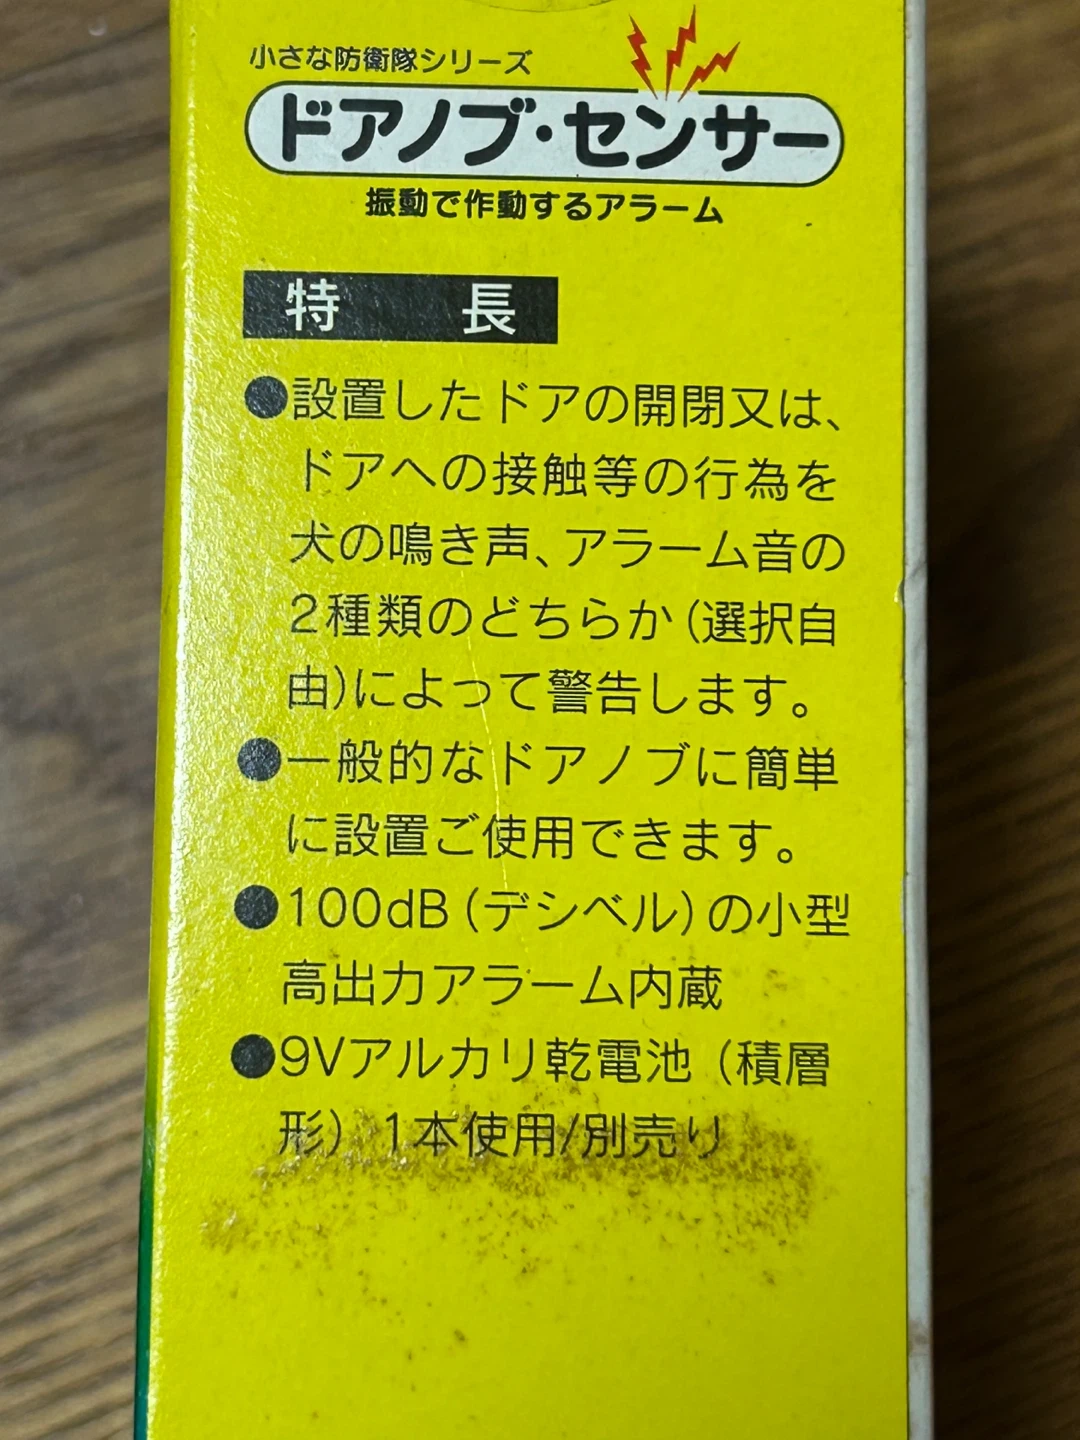 小さな防衛隊シリーズ
ドアノブ・センサー
振動で作動するアラーム
特長
●設置したドアの開閉又は、
ドアへの接触等の行為を
犬の鳴き声、アラーム音の
2種類のどちらか(選択自
由)によって警告します。
●一般的なドアノブに簡単
に設置ご使用できます。
●100dB(デシベル)の小型
高出力アラーム内蔵
●9Vアルカリ乾電池(積層
形) 1本使用/別売り